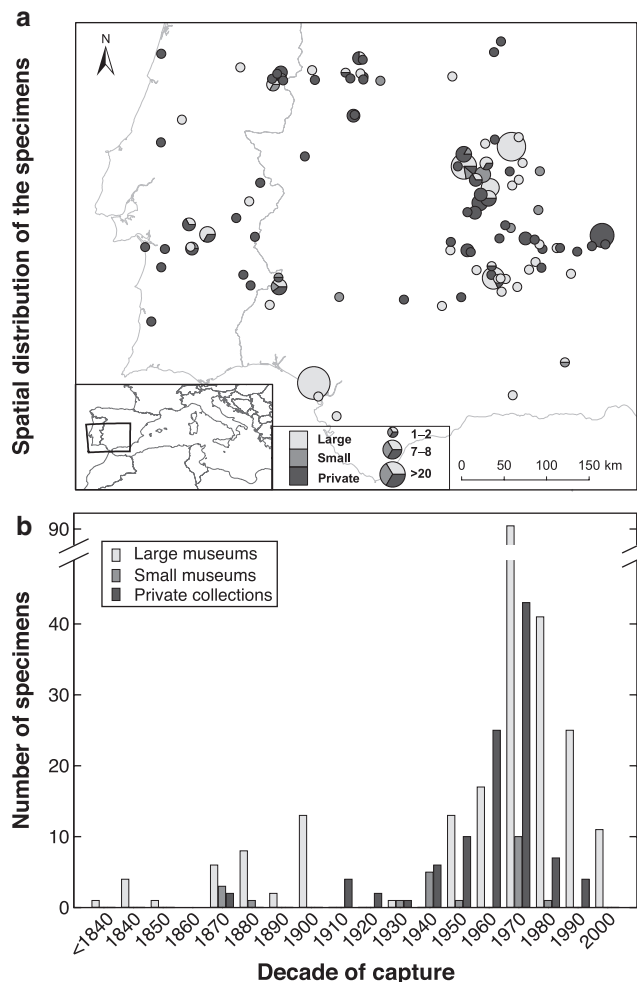 a
Spatial distribution of the specimens
N
Large
Small
Private
1–2
7–8
>20
0 50 100 150 km
b
Number of specimens
90
40
30
20
10
0
Large museums
Small museums
Private collections
<1840 1840 1850 1860 1870 1880 1890 1900 1910 1920 1930 1940 1950 1960 1970 1980 1990 2000
Decade of capture